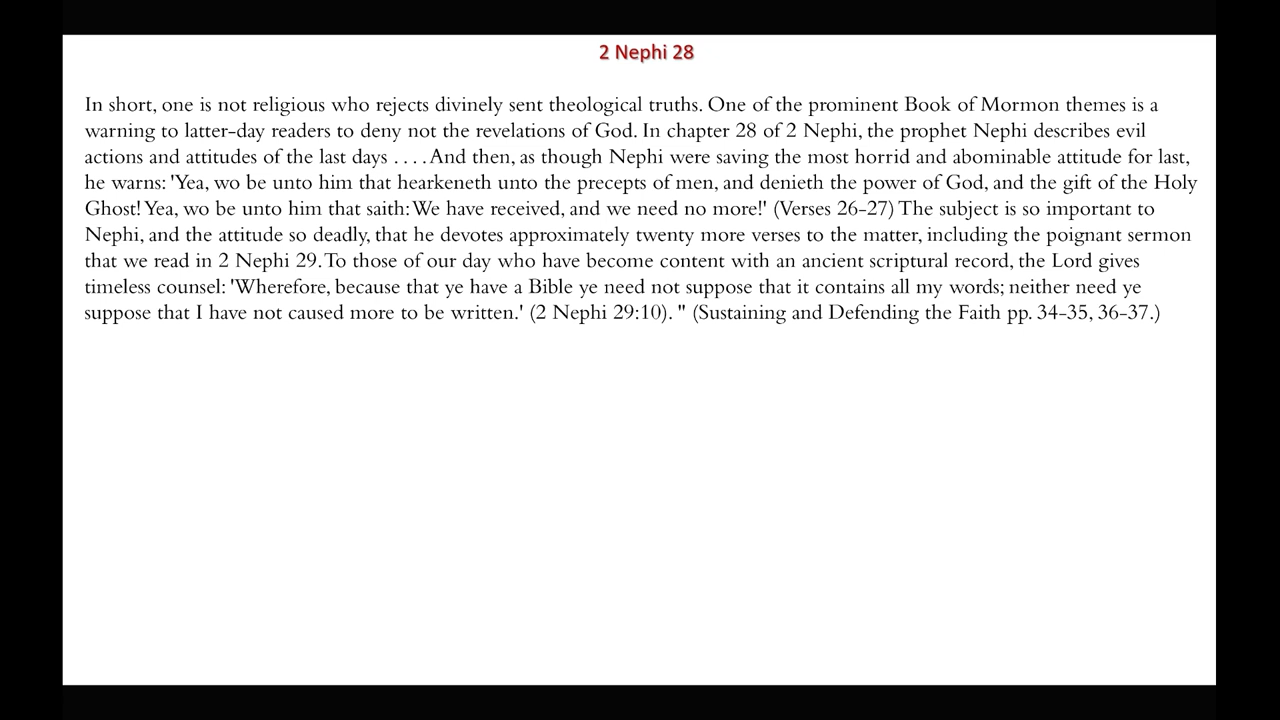 2 Nephi 28
In short, one is not religious who rejects divinely sent theological truths. One of the prominent Book of Mormon themes is a
warning to latter-day readers to deny not the revelations of God. In chapter 28 of 2 Nephi, the prophet Nephi describes evil
actions and attitudes of the last days . . . . And then, as though Nephi were saving the most horrid and abominable attitude for last,
he warns: 'Yea, wo be unto him that hearkeneth unto the precepts of men, and denieth the power of God, and the gift of the Holy
Ghost! Yea, wo be unto him that saith: We have received, and we need no more!' (Verses 26-27) The subject is so important to
Nephi, and the attitude so deadly, that he devotes approximately twenty more verses to the matter, including the poignant sermon
that we read in 2 Nephi 29. To those of our day who have become content with an ancient scriptural record, the Lord gives
timeless counsel: 'Wherefore, because that ye have a Bible ye need not suppose that it contains all my words; neither need ye
suppose that I have not caused more to be written.' (2 Nephi 29:10). " (Sustaining and Defending the Faith pp. 34-35, 36-37.)